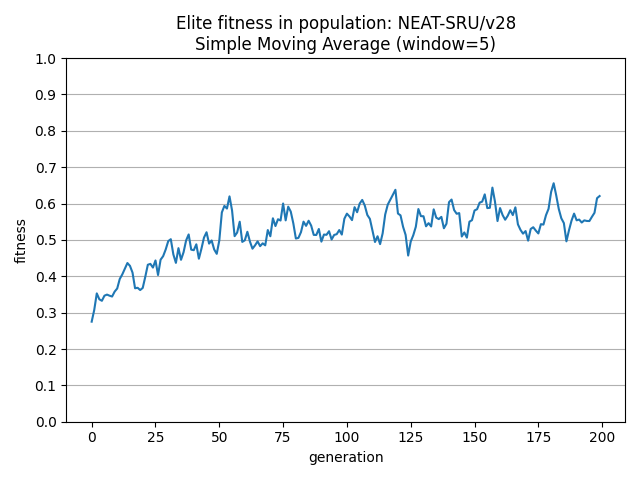 Elite fitness in population: NEAT-SRU/v28
Simple Moving Average (window=5)
1.0
0.9
0.8
0.7
0.6
0.5
0.4
0.3
0.2
0.1
0.0
fitness
0 25 50 75 100 125 150 175 200
generation